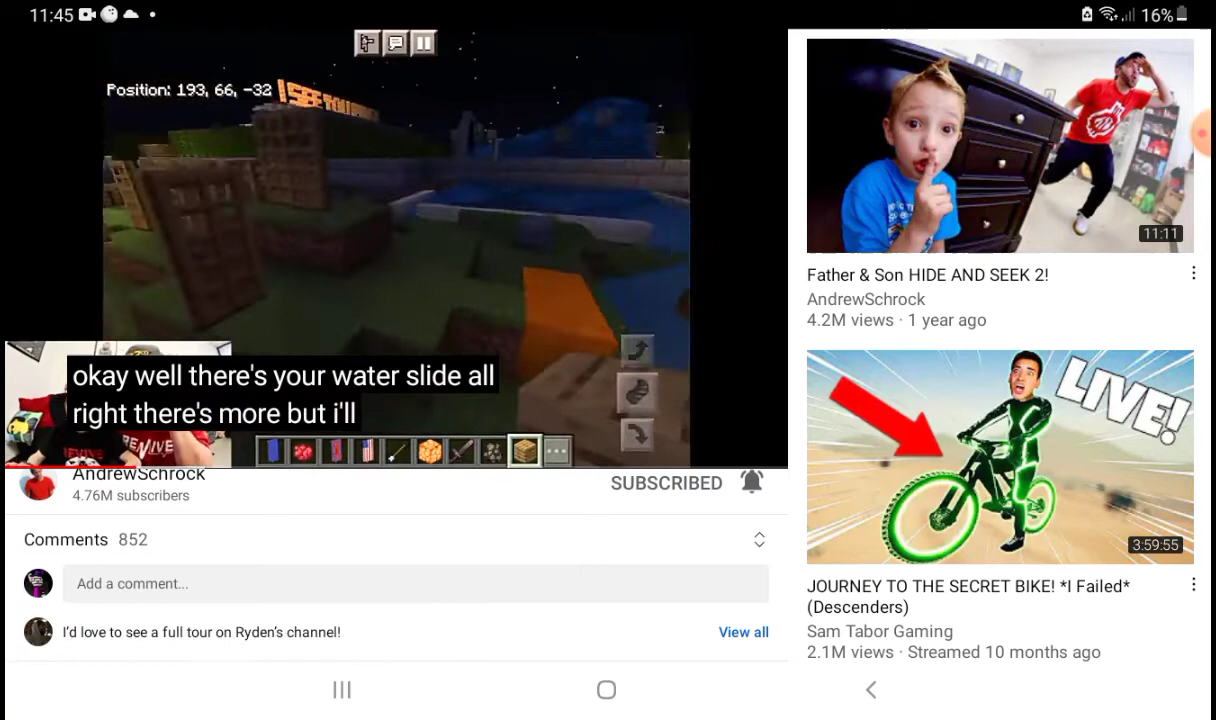 11:45
16%
Position: 193, 66, -32
I SEE YOU
okay well there's your water slide all
right there's more but i'll
AndrewSchrock
4.76M subscribers
SUBSCRIBED
Comments 852
Add a comment...
I'd love to see a full tour on Ryden's channel!
View all
11:11
Father & Son HIDE AND SEEK 2!
AndrewSchrock
4.2M views · 1 year ago
LIVE!
3:59:55
JOURNEY TO THE SECRET BIKE! *I Failed*
(Descenders)
Sam Tabor Gaming
2.1M views · Streamed 10 months ago